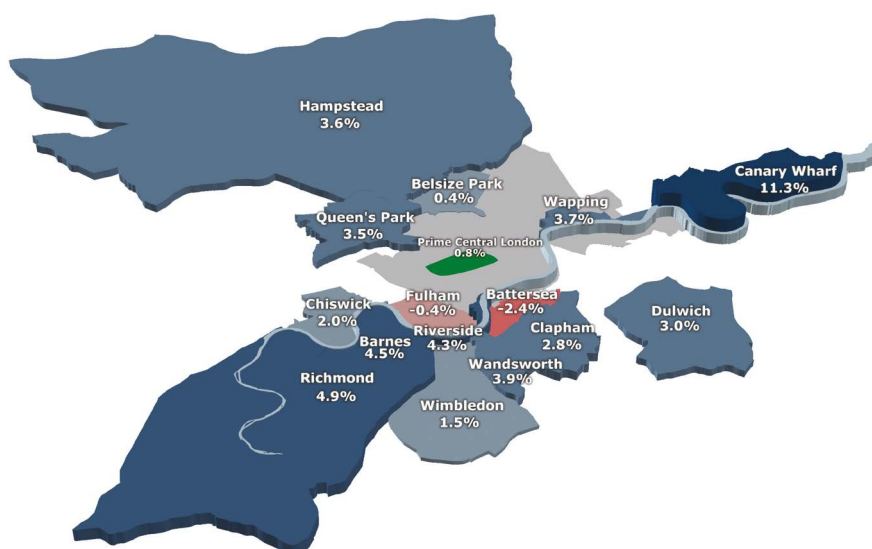 Hampstead
3.6%
Belsize Park
0.4%
Canary Wharf
11.3%
Wapping
3.7%
Queen's Park
3.5%
Prime Central London
0.8%
Fulham
-0.4%
Battersea
-2.4%
Chiswick
2.0%
Dulwich
3.0%
Riverside
4.3%
Clapham
2.8%
Barnes
4.5%
Wandsworth
3.9%
Richmond
4.9%
Wimbledon
1.5%